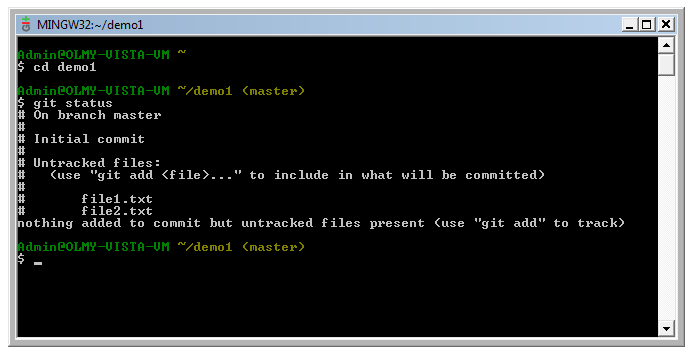 MINGW32:~/demo1
Admin@OLMY-VISTA-VM ~
$ cd demo1
Admin@OLMY-VISTA-VM ~/demo1 (master)
$ git status
# On branch master
#
# Initial commit
#
# Untracked files:
#   (use "git add <file>..." to include in what will be committed)
#
#       file1.txt
#       file2.txt
nothing added to commit but untracked files present (use "git add" to track)
Admin@OLMY-VISTA-VM ~/demo1 (master)
$ _